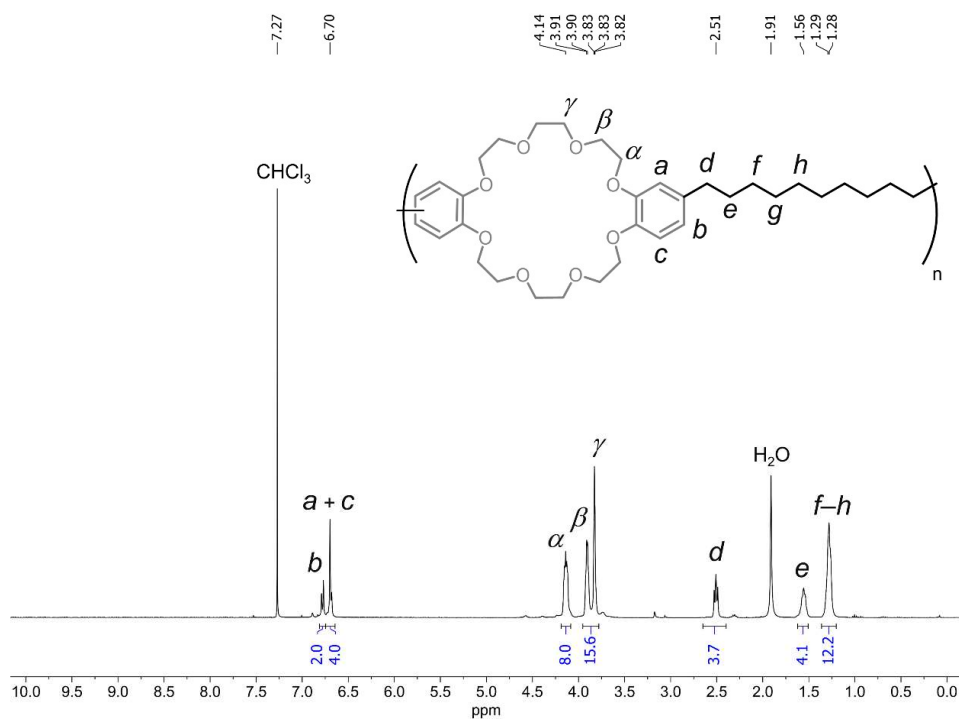 7.27
6.70
4.14
3.91
3.90
3.83
3.83
3.82
2.51
1.91
1.56
1.29
1.28
γ
β
α
O O
O O
a d f h
e g
b
c
O O
O O
n
CHCl3
γ
H2O
a + c
β
f–h
α
b
d
e
2.0
4.0
8.0
15.6
3.7
4.1
12.2
10.0 9.5 9.0 8.5 8.0 7.5 7.0 6.5 6.0 5.5 5.0 4.5 4.0 3.5 3.0 2.5 2.0 1.5 1.0 0.5 0.0
ppm